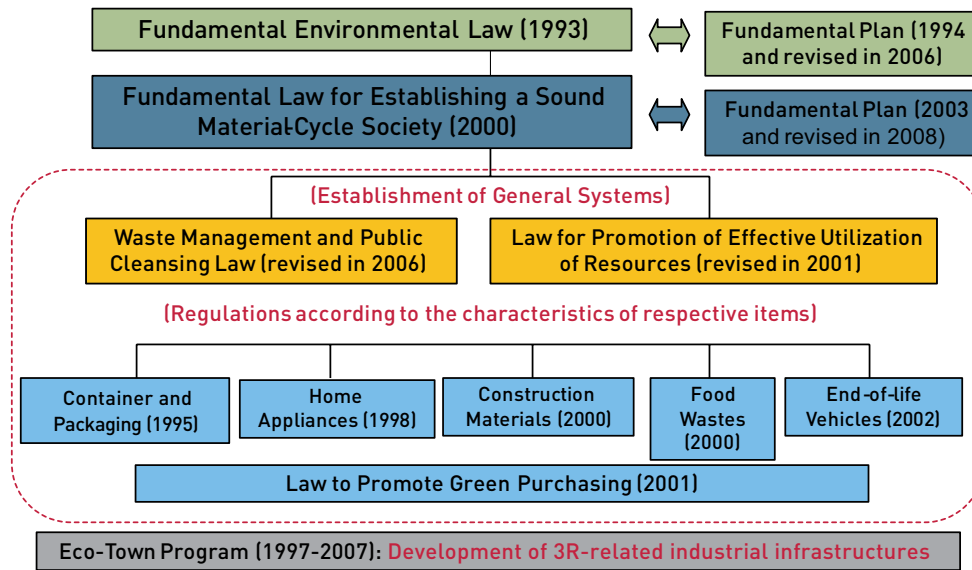 Fundamental Environmental Law (1993)
Fundamental Plan (1994
and revised in 2006)
Fundamental Law for Establishing a Sound
Material-Cycle Society (2000)
Fundamental Plan (2003
and revised in 2008)
(Establishment of General Systems)
Waste Management and Public
Cleansing Law (revised in 2006)
Law for Promotion of Effective Utilization
of Resources (revised in 2001)
(Regulations according to the characteristics of respective items)
Container and
Packaging (1995)
Home
Appliances (1998)
Construction
Materials (2000)
Food
Wastes
(2000)
End-of-life
Vehicles (2002)
Law to Promote Green Purchasing (2001)
Eco-Town Program (1997-2007): Development of 3R-related industrial infrastructures